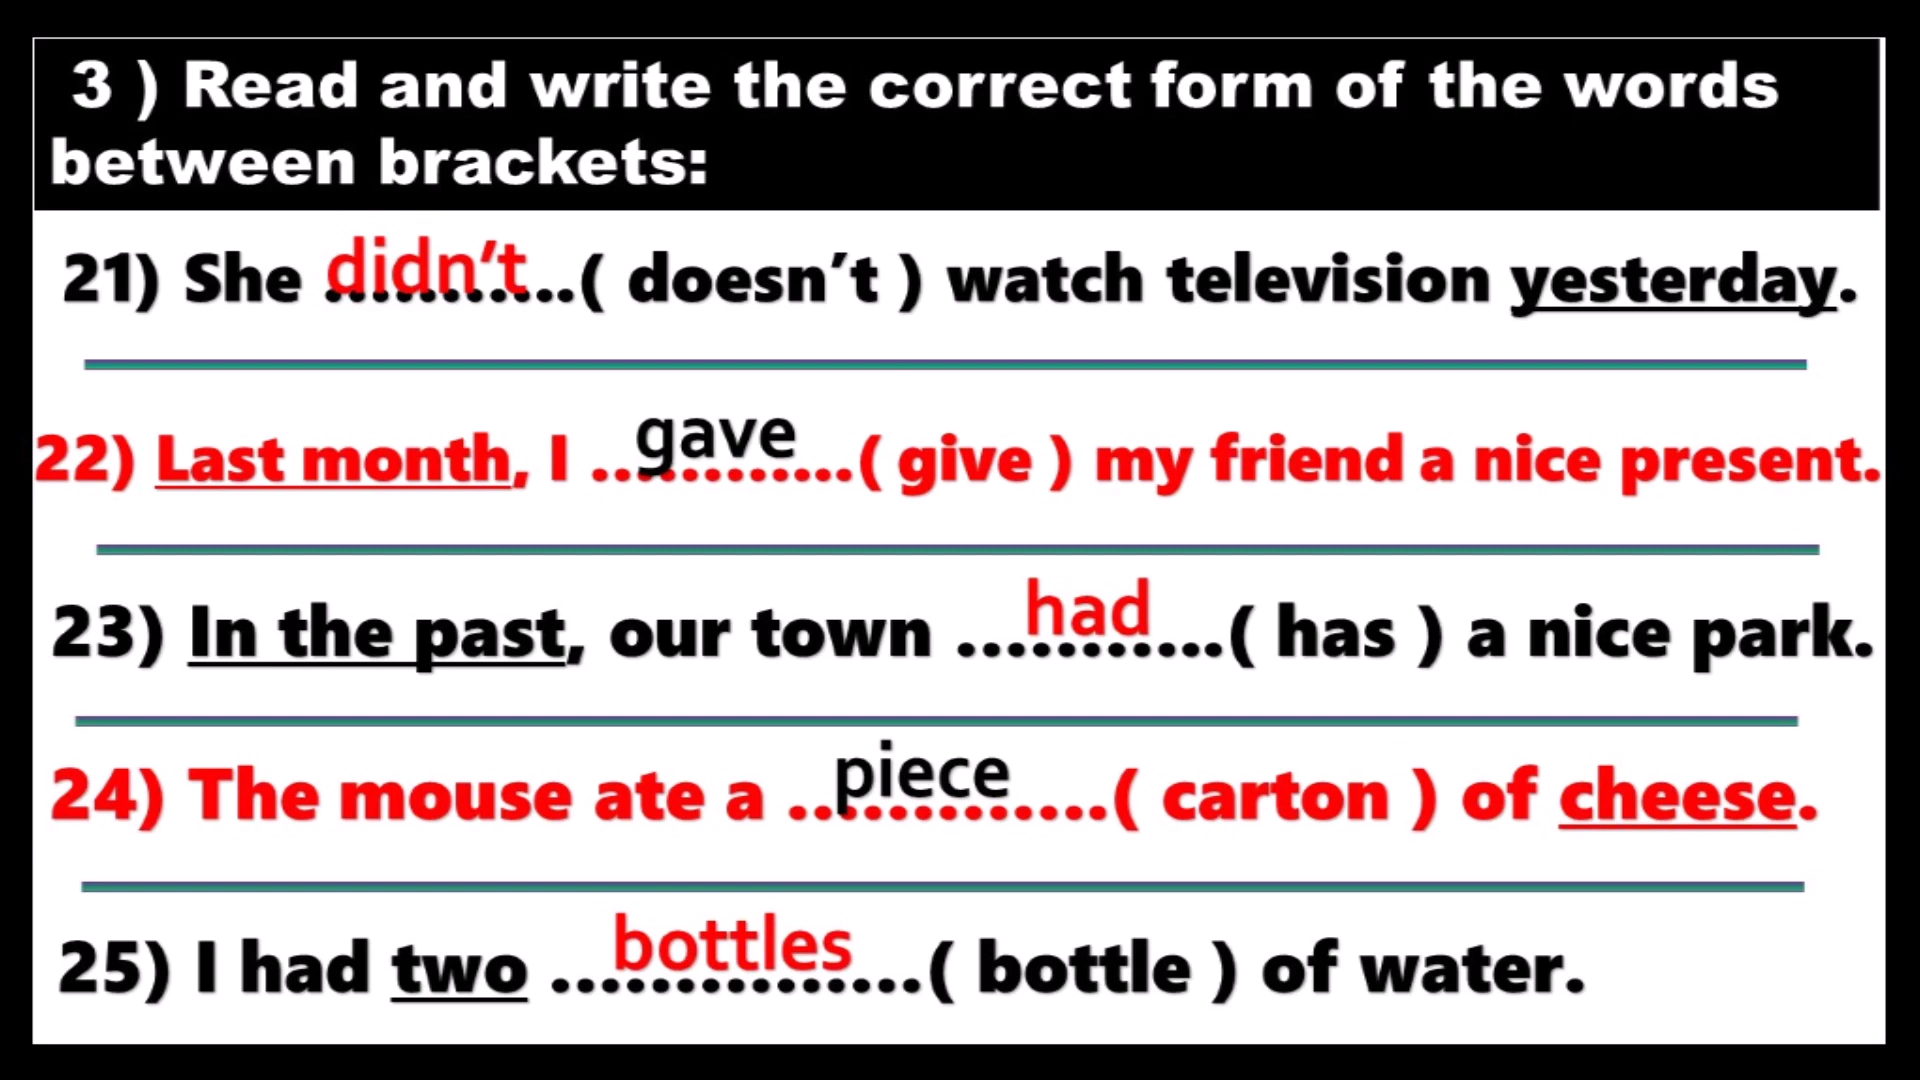 3 ) Read and write the correct form of the words
between brackets:
21) She didn’t ...........( doesn’t ) watch television yesterday.
22) Last month, I gave ............( give ) my friend a nice present.
23) In the past, our town had ...........( has ) a nice park.
24) The mouse ate a piece .............( carton ) of cheese.
25) I had two bottles ...............( bottle ) of water.